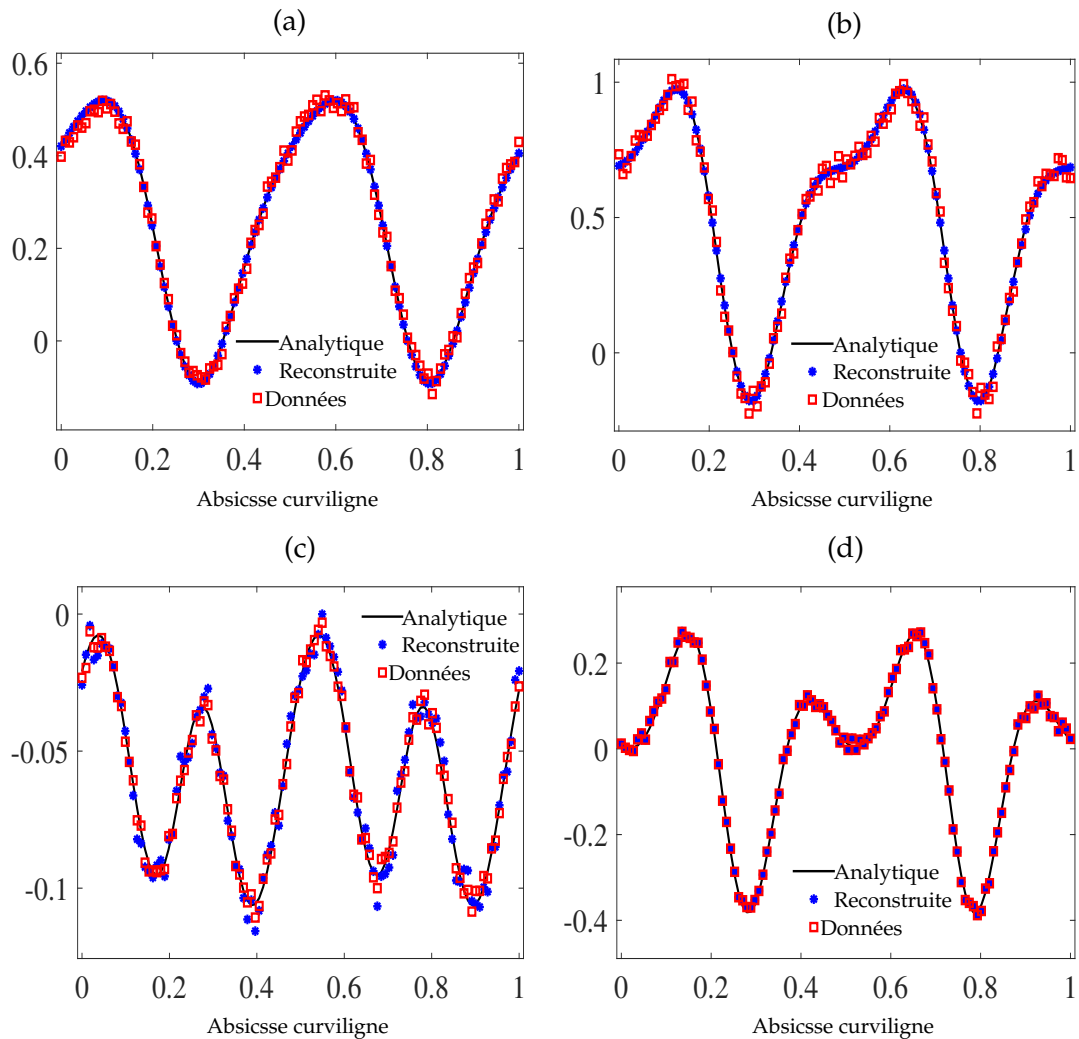 (a)
0.6
0.4
0.2
0
Analytique
Reconstruite
Données
0 0.2 0.4 0.6 0.8 1
Absicsse curviligne
(b)
1
0.5
0
Analytique
Reconstruite
Données
0 0.2 0.4 0.6 0.8 1
Absicsse curviligne
(c)
0
-0.05
-0.1
Analytique
Reconstruite
Données
0 0.2 0.4 0.6 0.8 1
Absicsse curviligne
(d)
0.2
0
-0.2
-0.4
Analytique
Reconstruite
Données
0 0.2 0.4 0.6 0.8 1
Absicsse curviligne